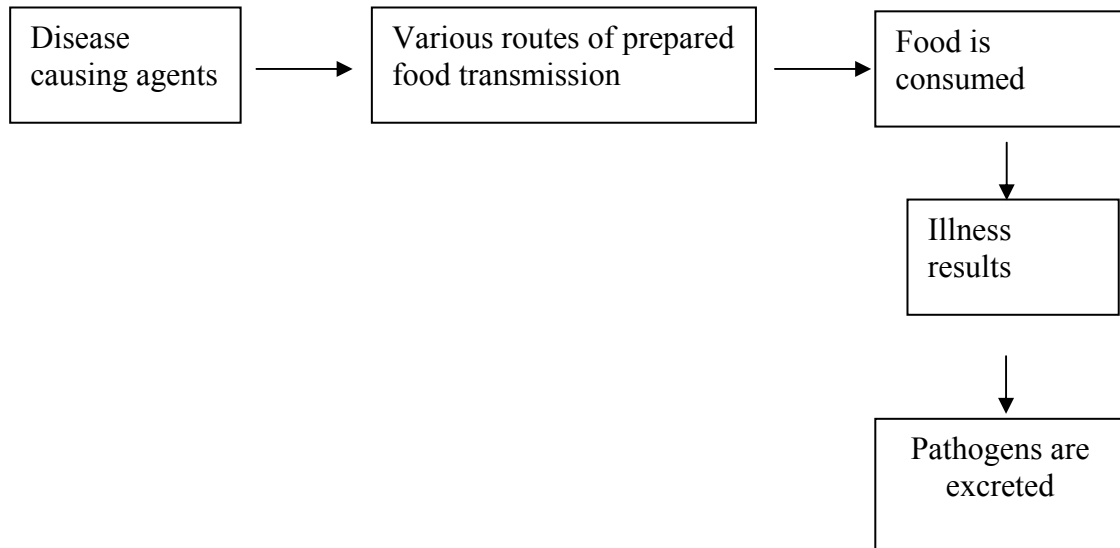 Disease
causing agents
Various routes of prepared
food transmission
Food is
consumed
Illness
results
Pathogens are
excreted